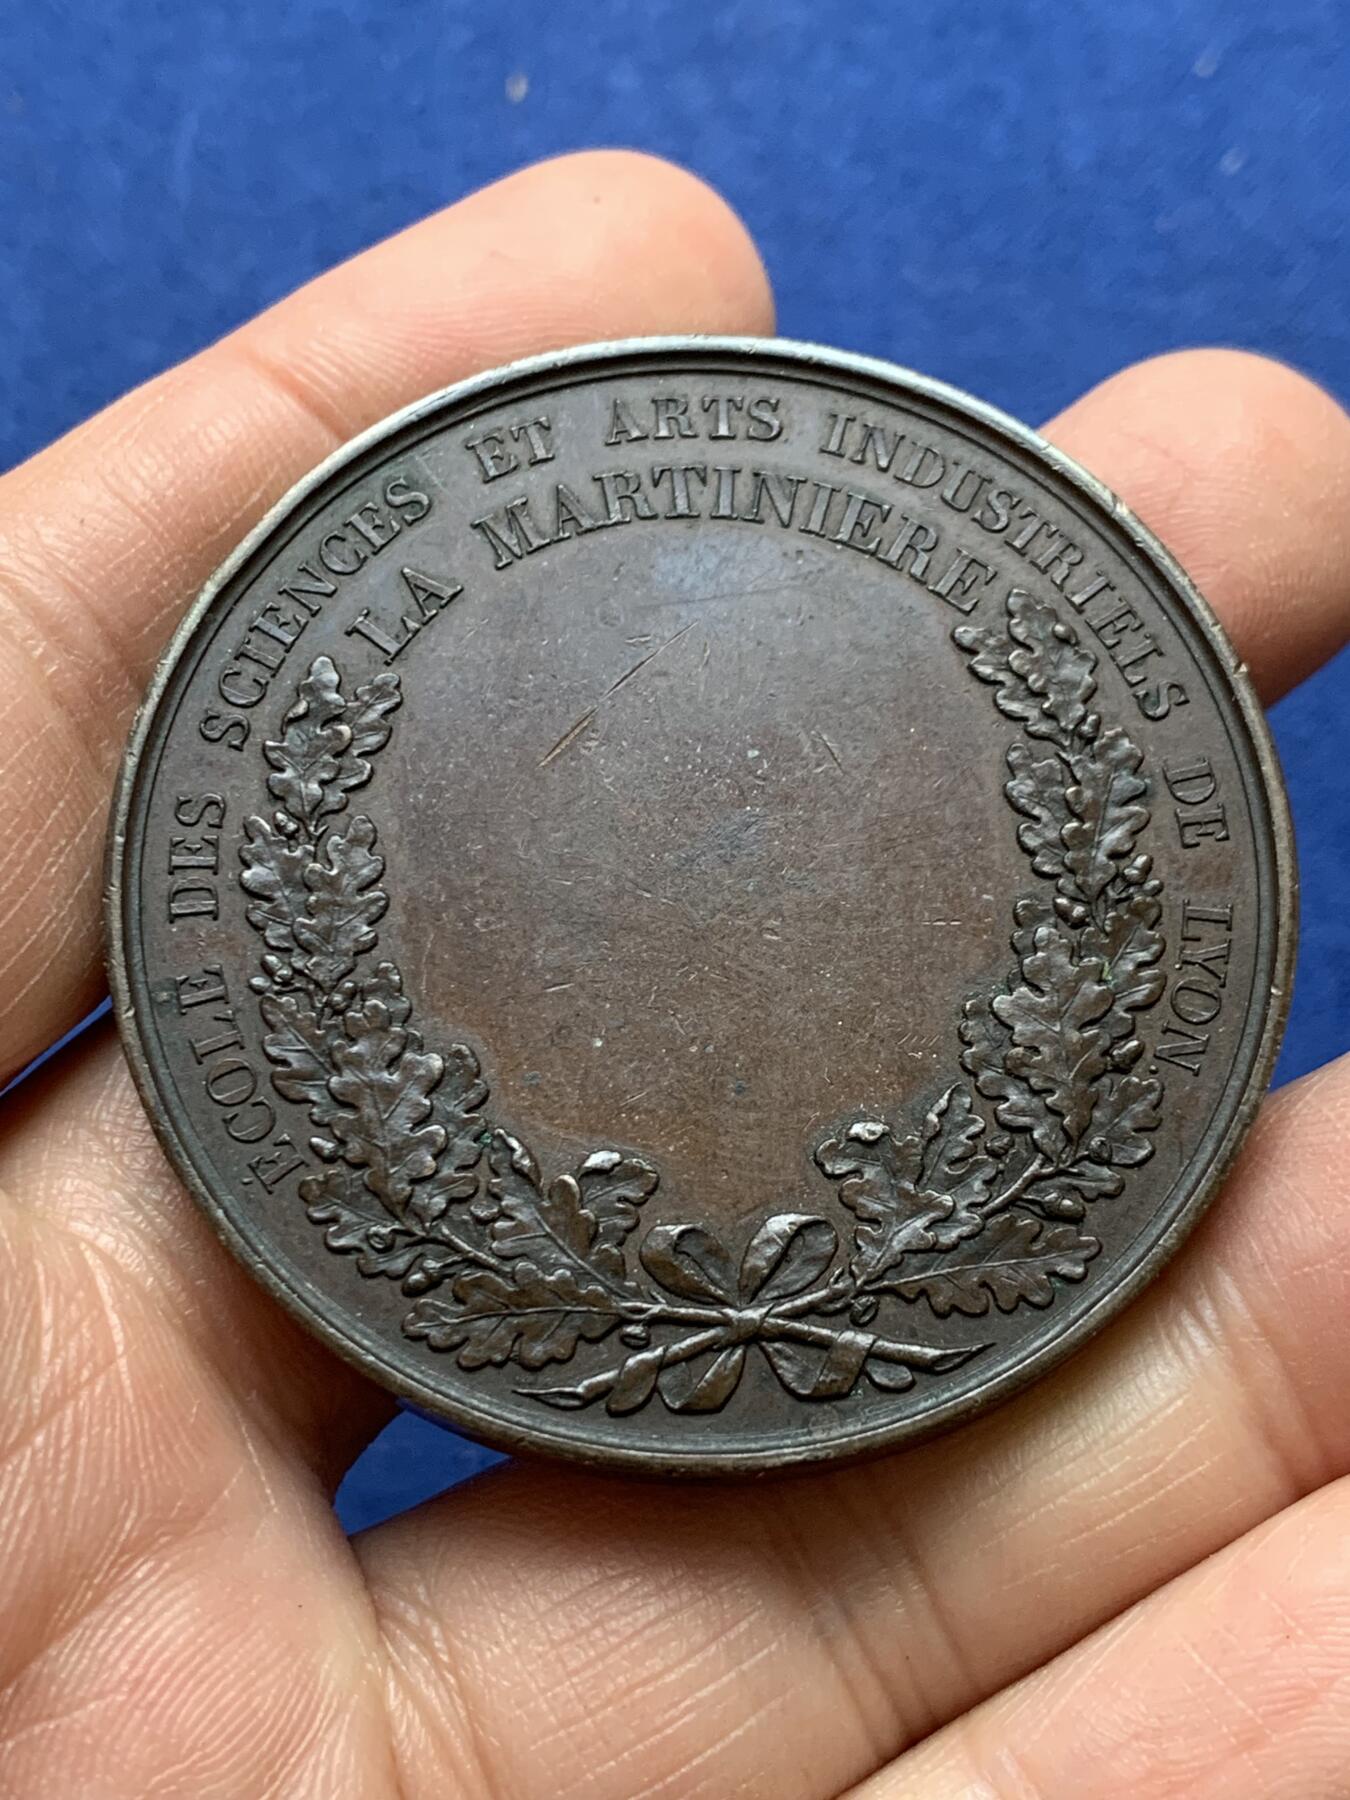 ÉCOLE DES SCIENCES ET ARTS INDUSTRIELS DE LYON.
LA MARTINIERE